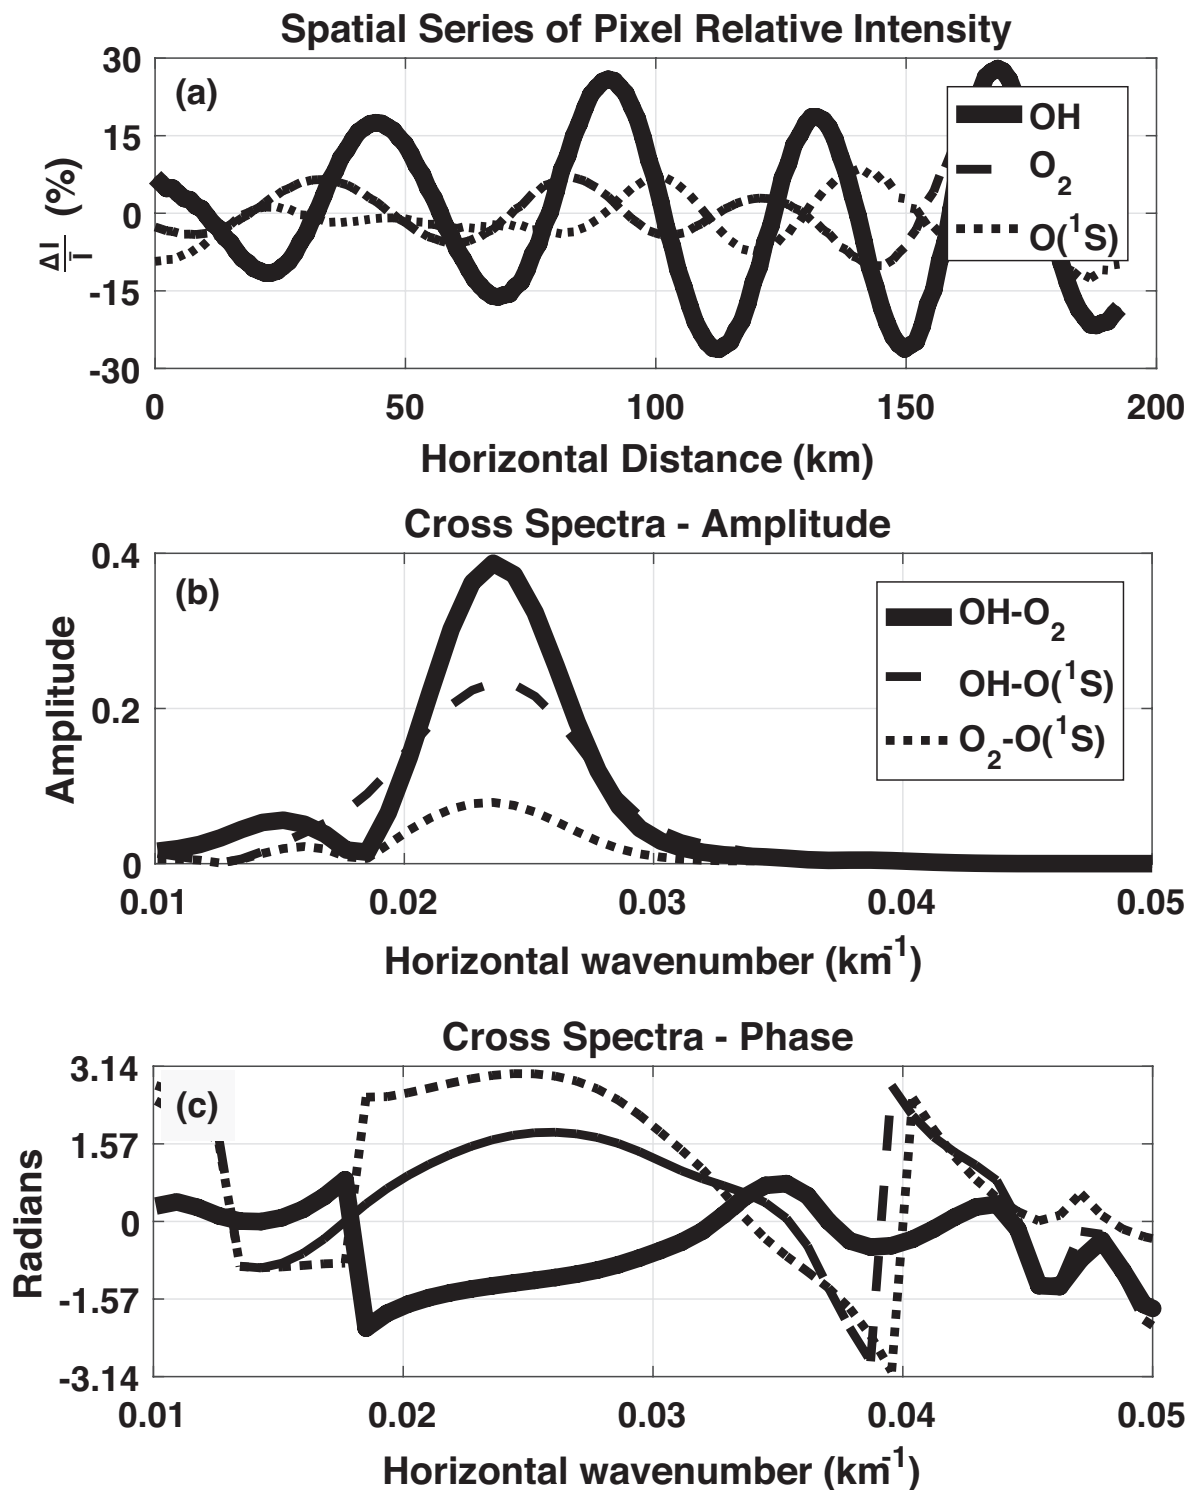 Spatial Series of Pixel Relative Intensity
(a)
30
15
0
-15
-30
ΔI
Ī
(%)
OH
O2
O(1S)
0 50 100 150 200
Horizontal Distance (km)
Cross Spectra - Amplitude
(b)
0.4
0.2
0
Amplitude
OH-O2
OH-O(1S)
O2-O(1S)
0.01 0.02 0.03 0.04 0.05
Horizontal wavenumber (km-1)
Cross Spectra - Phase
(c)
3.14
1.57
0
-1.57
-3.14
Radians
0.01 0.02 0.03 0.04 0.05
Horizontal wavenumber (km-1)